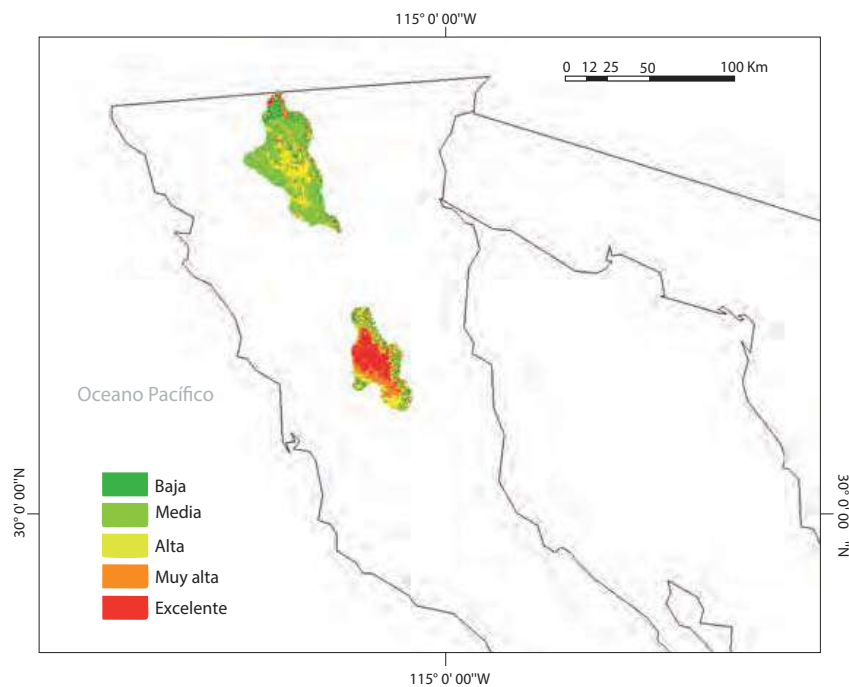 115° 0' 00"W
0 12 25 50 100 Km
Oceano Pacífico
30° 0' 00"N
30° 0' 00 "N
Baja
Media
Alta
Muy alta
Excelente
115° 0' 00"W